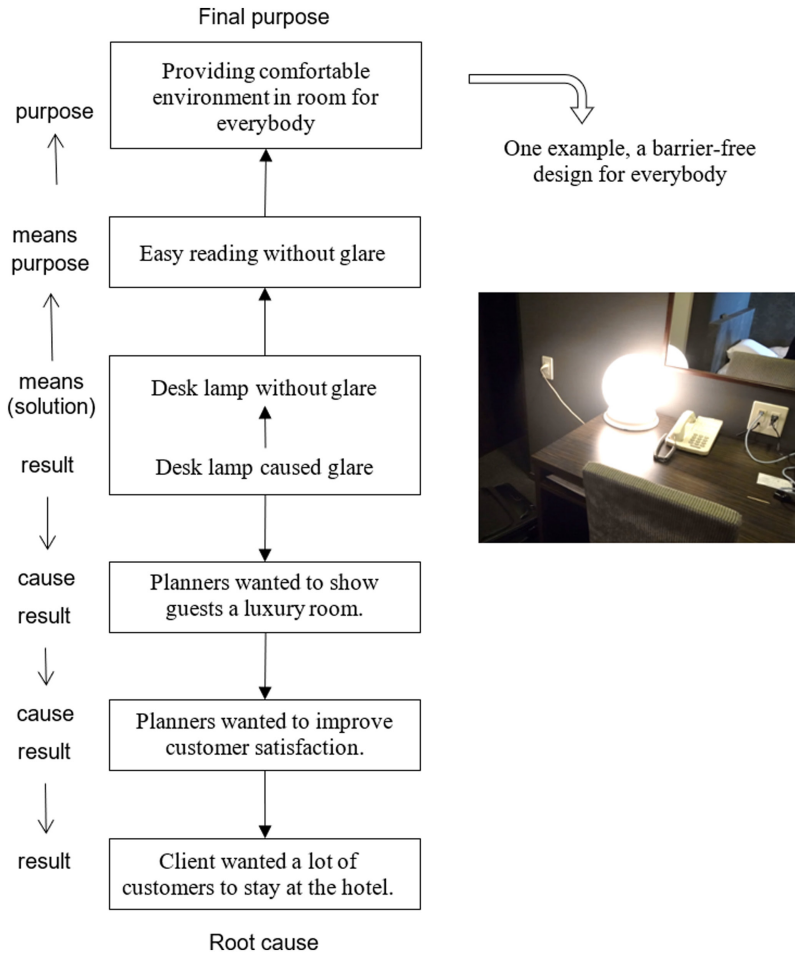 Final purpose
Providing comfortable
environment in room for
everybody
purpose
One example, a barrier-free
design for everybody
means
purpose
Easy reading without glare
means
(solution)
Desk lamp without glare
result
Desk lamp caused glare
cause
result
Planners wanted to show
guests a luxury room.
cause
result
Planners wanted to improve
customer satisfaction.
result
Client wanted a lot of
customers to stay at the hotel.
Root cause